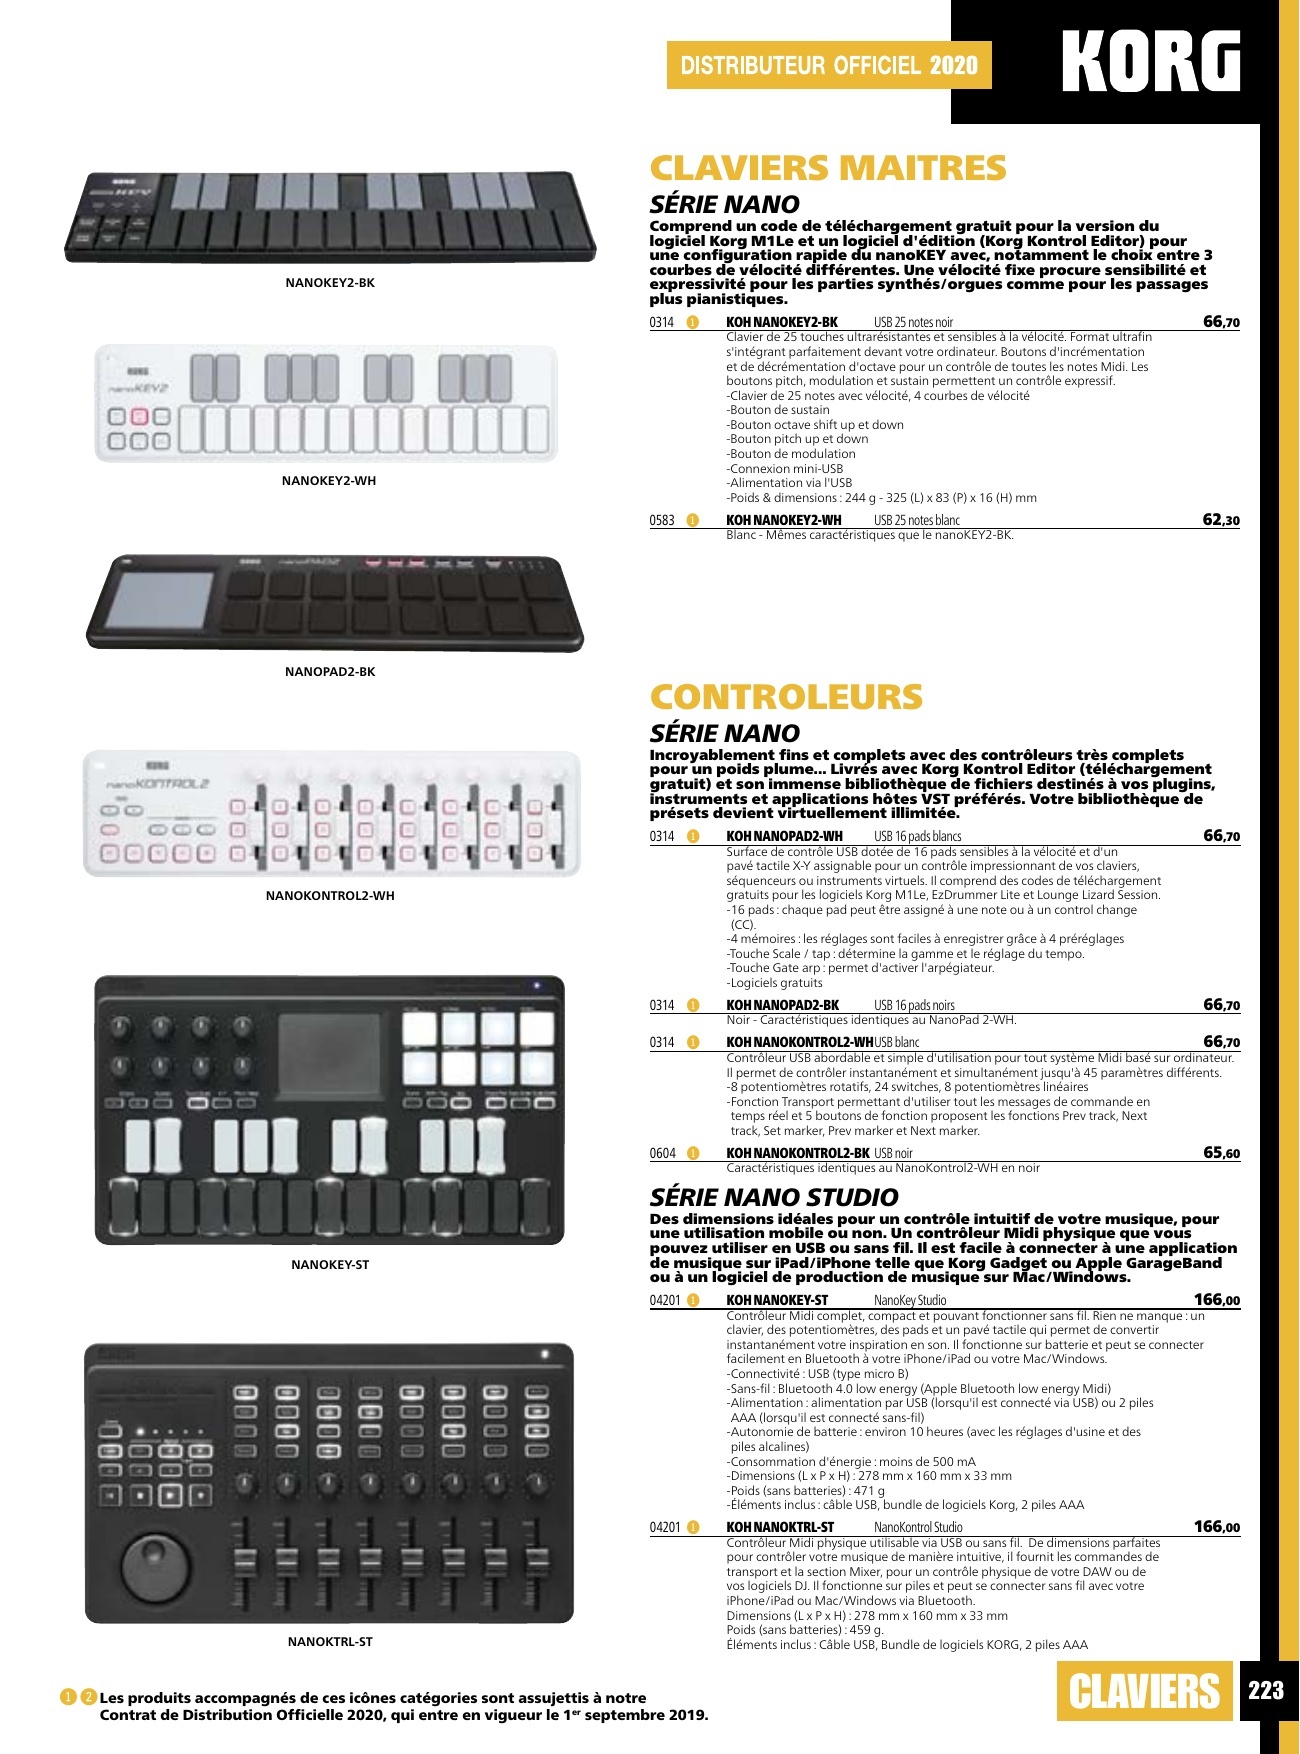 DISTRIBUTEUR OFFICIEL 2020
KORG
NANOKEY2-BK
NANOKEY2-WH
NANOPAD2-BK
NANOKONTROL2-WH
NANOKEY-ST
NANOKTRL-ST
CLAVIERS MAITRES
SÉRIE NANO
Comprend un code de téléchargement gratuit pour la version du
logiciel Korg M1Le et un logiciel d'édition (Korg Kontrol Editor) pour
une configuration rapide du nanoKEY avec, notamment le choix entre 3
courbes de vélocité différentes. Une vélocité fixe procure sensibilité et
expressivité pour les parties synthés/orgues comme pour les passages
plus pianistiques.
0314 1 KOH NANOKEY2-BK USB 25 notes noir 66,70
Clavier de 25 touches ultrarésistantes et sensibles à la vélocité. Format ultrafin
s'intégrant parfaitement devant votre ordinateur. Boutons d'incrémentation
et de décrémentation d'octave pour un contrôle de toutes les notes Midi. Les
boutons pitch, modulation et sustain permettent un contrôle expressif.
-Clavier de 25 notes avec vélocité, 4 courbes de vélocité
-Bouton de sustain
-Bouton octave shift up et down
-Bouton pitch up et down
-Bouton de modulation
-Connexion mini-USB
-Alimentation via l'USB
-Poids & dimensions : 244 g - 325 (L) x 83 (P) x 16 (H) mm
0583 1 KOH NANOKEY2-WH USB 25 notes blanc 62,30
Blanc - Mêmes caractéristiques que le nanoKEY2-BK.
CONTROLEURS
SÉRIE NANO
Incroyablement fins et complets avec des contrôleurs très complets
pour un poids plume... Livrés avec Korg Kontrol Editor (téléchargement
gratuit) et son immense bibliothèque de fichiers destinés à vos plugins,
instruments et applications hôtes VST préférés. Votre bibliothèque de
présets devient virtuellement illimitée.
0314 1 KOH NANOPAD2-WH USB 16 pads blancs 66,70
Surface de contrôle USB dotée de 16 pads sensibles à la vélocité et d'un
pavé tactile X-Y assignable pour un contrôle impressionnant de vos claviers,
séquenceurs ou instruments virtuels. Il comprend des codes de téléchargement
gratuits pour les logiciels Korg M1Le, EzDrummer Lite et Lounge Lizard Session.
-16 pads : chaque pad peut être assigné à une note ou à un control change
(CC).
-4 mémoires : les réglages sont faciles à enregistrer grâce à 4 préréglages
-Touche Scale / tap : détermine la gamme et le réglage du tempo.
-Touche Gate arp : permet d'activer l'arpégiateur.
-Logiciels gratuits
0314 1 KOH NANOPAD2-BK USB 16 pads noirs 66,70
Noir - Caractéristiques identiques au NanoPad 2-WH.
0314 1 KOH NANOKONTROL2-WH USB blanc 66,70
Contrôleur USB abordable et simple d'utilisation pour tout système Midi basé sur ordinateur.
Il permet de contrôler instantanément et simultanément jusqu'à 45 paramètres différents.
-8 potentiomètres rotatifs, 24 switches, 8 potentiomètres linéaires
-Fonction Transport permettant d'utiliser tout les messages de commande en
temps réel et 5 boutons de fonction proposent les fonctions Prev track, Next
track, Set marker, Prev marker et Next marker.
0604 1 KOH NANOKONTROL2-BK USB noir 65,60
Caractéristiques identiques au NanoKontrol2-WH en noir
SÉRIE NANO STUDIO
Des dimensions idéales pour un contrôle intuitif de votre musique, pour
une utilisation mobile ou non. Un contrôleur Midi physique que vous
pouvez utiliser en USB ou sans fil. Il est facile à connecter à une application
de musique sur iPad/iPhone telle que Korg Gadget ou Apple GarageBand
ou à un logiciel de production de musique sur Mac/Windows.
04201 1 KOH NANOKEY-ST NanoKey Studio 166,00
Contrôleur Midi complet, compact et pouvant fonctionner sans fil. Rien ne manque : un
clavier, des potentiomètres, des pads et un pavé tactile qui permet de convertir
instantanément votre inspiration en son. Il fonctionne sur batterie et peut se connecter
facilement en Bluetooth à votre iPhone/iPad ou votre Mac/Windows.
-Connectivité : USB (type micro B)
-Sans-fil : Bluetooth 4.0 low energy (Apple Bluetooth low energy Midi)
-Alimentation : alimentation par USB (lorsqu'il est connecté via USB) ou 2 piles
AAA (lorsqu'il est connecté sans-fil)
-Autonomie de batterie : environ 10 heures (avec les réglages d'usine et des
piles alcalines)
-Consommation d'énergie : moins de 500 mA
-Dimensions (L x P x H) : 278 mm x 160 mm x 33 mm
-Poids (sans batteries) : 471 g
-Éléments inclus : câble USB, bundle de logiciels Korg, 2 piles AAA
04201 1 KOH NANOKTRL-ST NanoKontrol Studio 166,00
Contrôleur Midi physique utilisable via USB ou sans fil. De dimensions parfaites
pour contrôler votre musique de manière intuitive, il fournit les commandes de
transport et la section Mixer, pour un contrôle physique de votre DAW ou de
vos logiciels DJ. Il fonctionne sur piles et peut se connecter sans fil avec votre
iPhone/iPad ou Mac/Windows via Bluetooth.
Dimensions (L x P x H) : 278 mm x 160 mm x 33 mm
Poids (sans batteries) : 459 g.
Éléments inclus : Câble USB, Bundle de logiciels KORG, 2 piles AAA
1 2 Les produits accompagnés de ces icônes catégories sont assujettis à notre
Contrat de Distribution Officielle 2020, qui entre en vigueur le 1er septembre 2019.
CLAVIERS 223